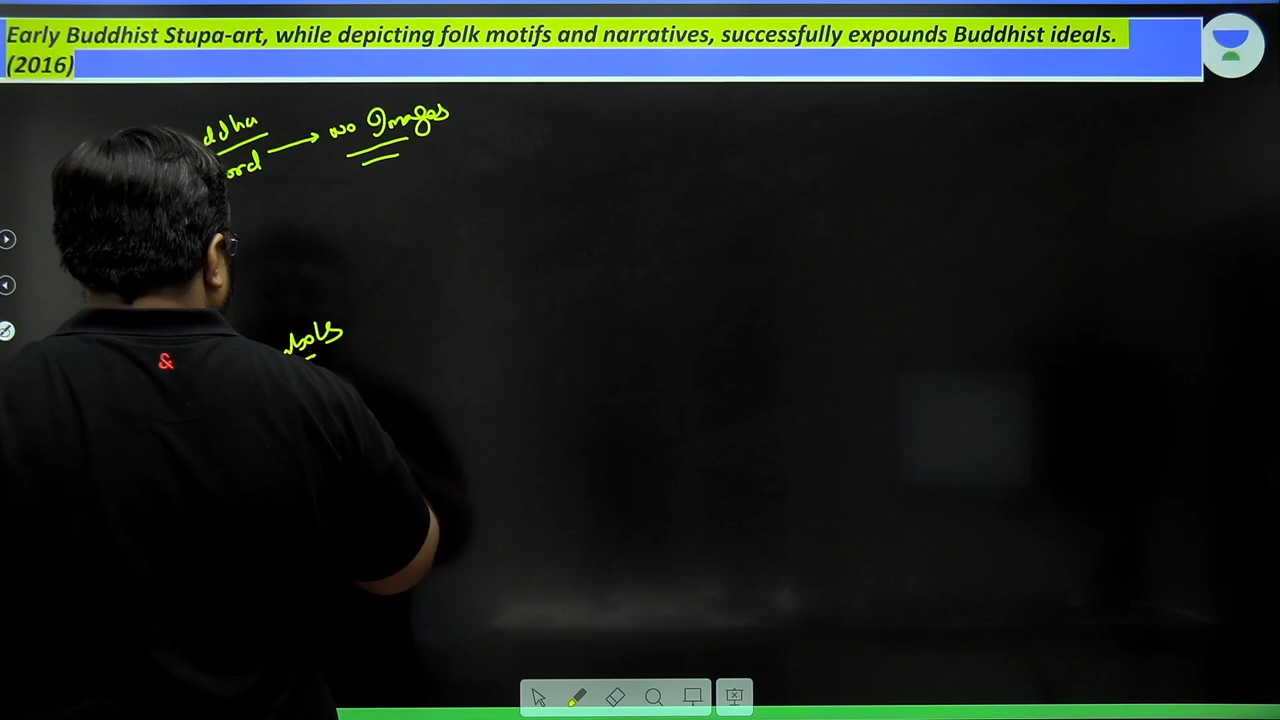 Early Buddhist Stupa-art, while depicting folk motifs and narratives, successfully expounds Buddhist ideals.
(2016)
no Images
&